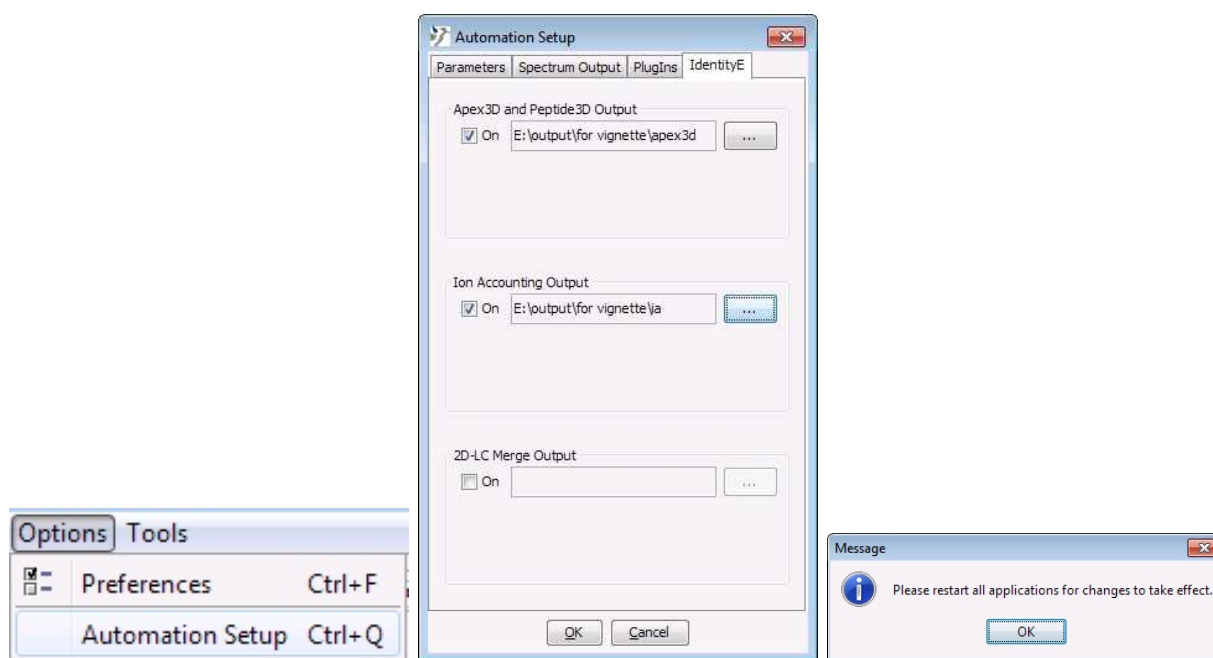 Options Tools
Preferences Ctrl+F
Automation Setup Ctrl+Q
Automation Setup
Parameters Spectrum Output PlugIns IdentityE
Apex3D and Peptide3D Output
On E:\output\for vignette\apex3d ...
Ion Accounting Output
On E:\output\for vignette\ia ...
2D-LC Merge Output
On ...
OK Cancel
Message
Please restart all applications for changes to take effect.
OK